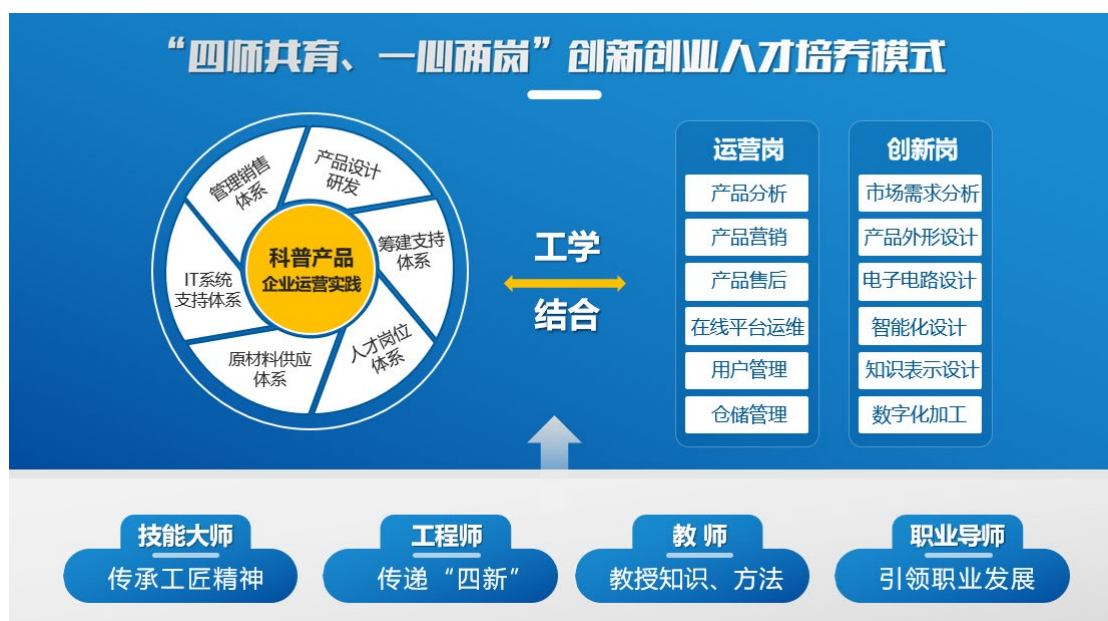 “四师共育、一心两岗”创新创业人才培养模式
管理销售
体系
产品设计
研发
筹建支持
体系
人才岗位
体系
原材料供应
体系
IT系统
支持体系
科普产品
企业运营实践
工学
结合
运营岗
产品分析
产品营销
产品售后
在线平台运维
用户管理
仓储管理
创新岗
市场需求分析
产品外形设计
电子电路设计
智能化设计
知识表示设计
数字化加工
技能大师
传承工匠精神
工程师
传递“四新”
教 师
教授知识、方法
职业导师
引领职业发展